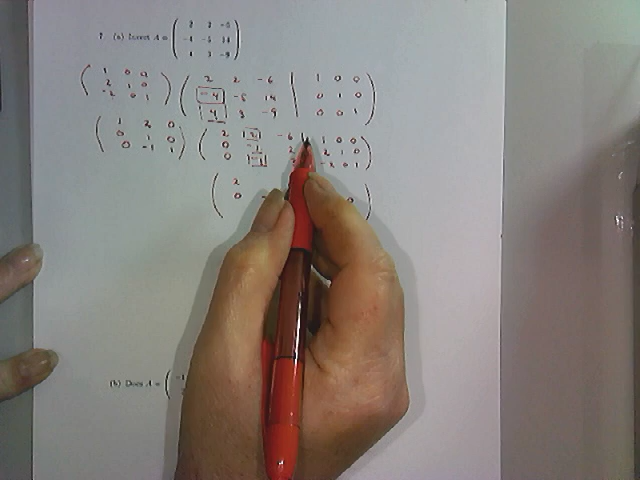 7 (a) Invert A = ( 2 2 -6
-4 -5 14
4 3 -9 )
( 1 0 0 ( 2 2 -6 | 1 0 0
2 1 0 -4 -5 14 | 0 1 0
-2 0 1 ) 4 3 -9 | 0 0 1 )
( 1 2 0 ( 2 2 -6 | 1 0 0
0 1 0 0 -1 2 2 1 0
0 -1 1 ) 0 -1 -2 0 1 )
( 2
0 - 0 )
(b) Does A = ( -1